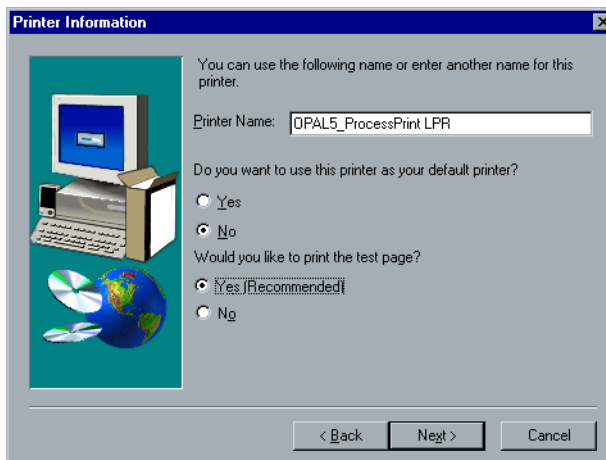 Printer Information
You can use the following name or enter another name for this
printer.
Printer Name: OPAL5_ProcessPrint LPR
Do you want to use this printer as your default printer?
Yes
No
Would you like to print the test page?
Yes (Recommended)
No
< Back Next > Cancel